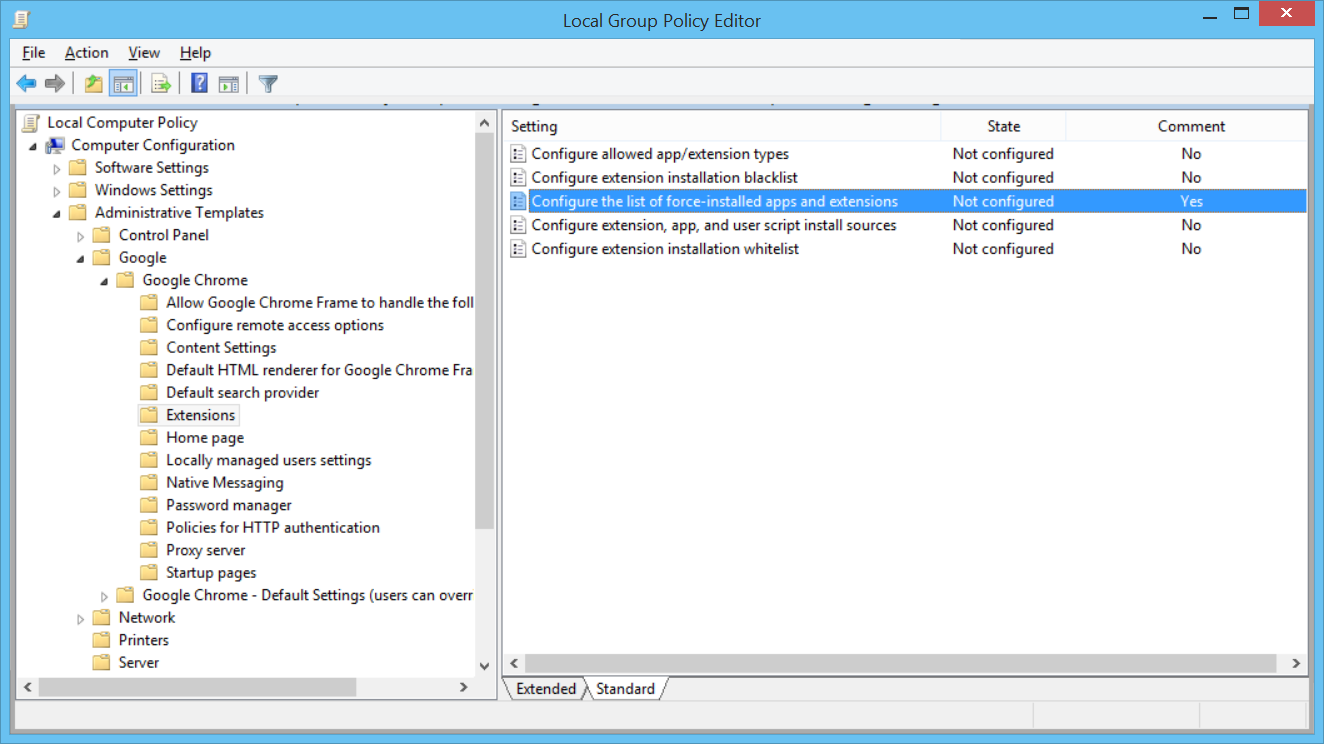 Local Group Policy Editor
File Action View Help
Local Computer Policy
Computer Configuration
Software Settings
Windows Settings
Administrative Templates
Control Panel
Google
Google Chrome
Allow Google Chrome Frame to handle the foll
Configure remote access options
Content Settings
Default HTML renderer for Google Chrome Fra
Default search provider
Extensions
Home page
Locally managed users settings
Native Messaging
Password manager
Policies for HTTP authentication
Proxy server
Startup pages
Google Chrome - Default Settings (users can overr
Network
Printers
Server
Setting State Comment
Configure allowed app/extension types Not configured No
Configure extension installation blacklist Not configured No
Configure the list of force-installed apps and extensions Not configured Yes
Configure extension, app, and user script install sources Not configured No
Configure extension installation whitelist Not configured No
Extended Standard